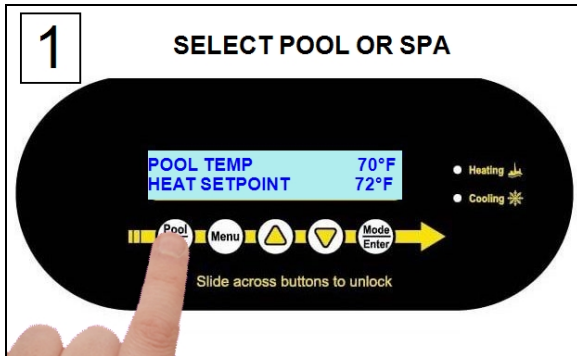 1
SELECT POOL OR SPA
POOL TEMP 70°F
HEAT SETPOINT 72°F
Heating
Cooling
Pool
Menu
Mode
Enter
Slide across buttons to unlock